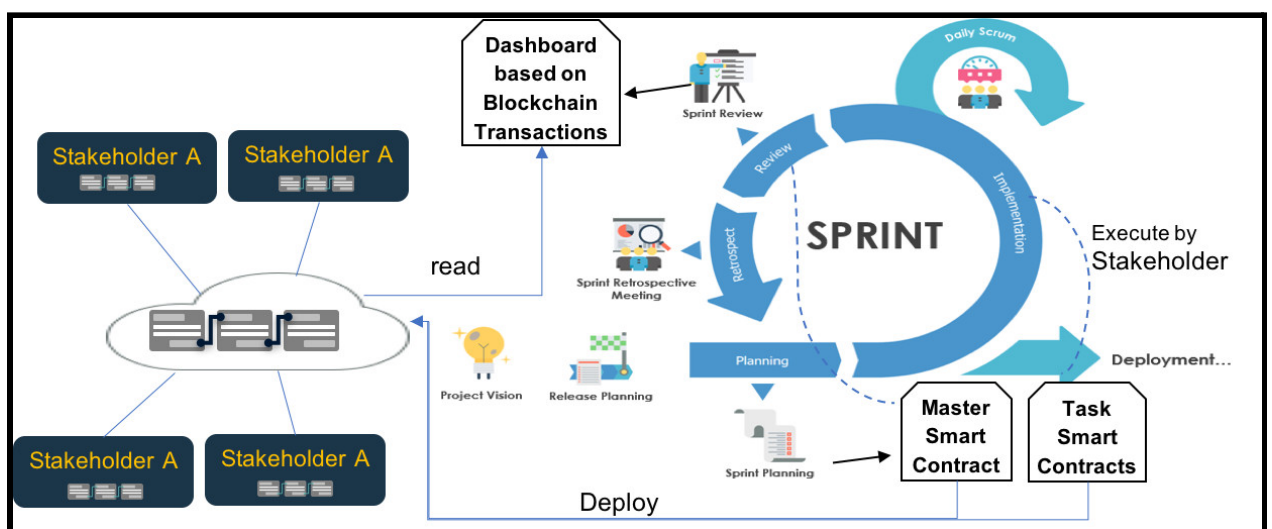 Dashboard
based on
Blockchain
Transactions
Sprint Review
Daily Scrum
Stakeholder A
Stakeholder A
Review
Implementation
SPRINT
Retrospect
Execute by
Stakeholder
read
Sprint Retrospective
Meeting
Planning
Deployment...
Project Vision
Release Planning
Master
Smart
Contract
Task
Smart
Contracts
Stakeholder A
Stakeholder A
Sprint Planning
Deploy